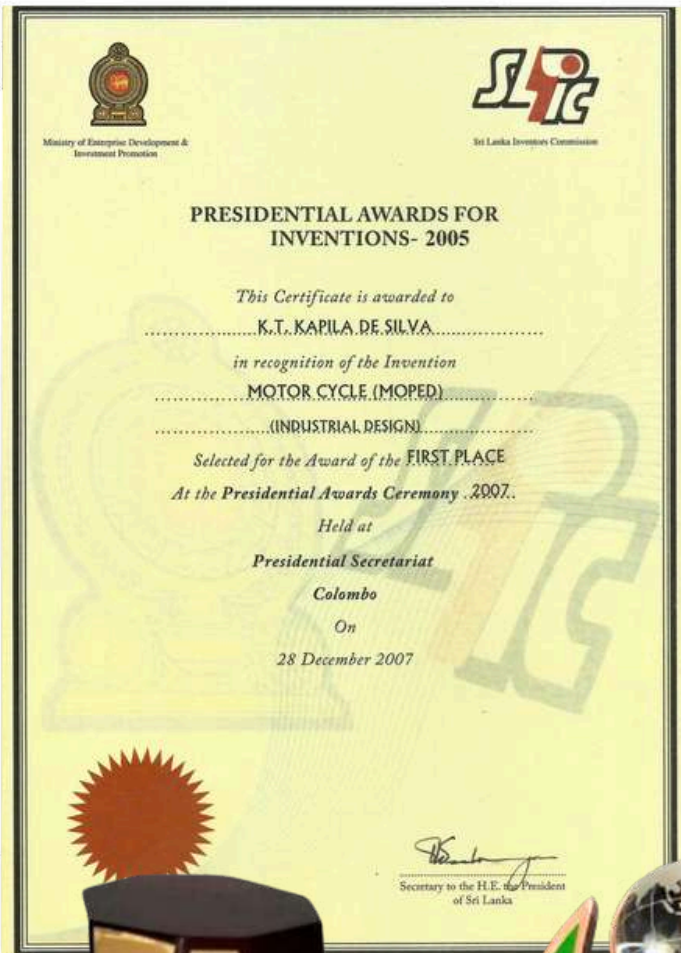 Ministry of Enterprise Development &
Investment Promotion
SLIC
Sri Lanka Inventors Commission
PRESIDENTIAL AWARDS FOR
INVENTIONS- 2005
This Certificate is awarded to
K.T. KAPILA DE SILVA
in recognition of the Invention
MOTOR CYCLE (MOPED)
(INDUSTRIAL DESIGN)
Selected for the Award of the FIRST PLACE
At the Presidential Awards Ceremony 2007
Held at
Presidential Secretariat
Colombo
On
28 December 2007
Secretary to the H.E. the President
of Sri Lanka